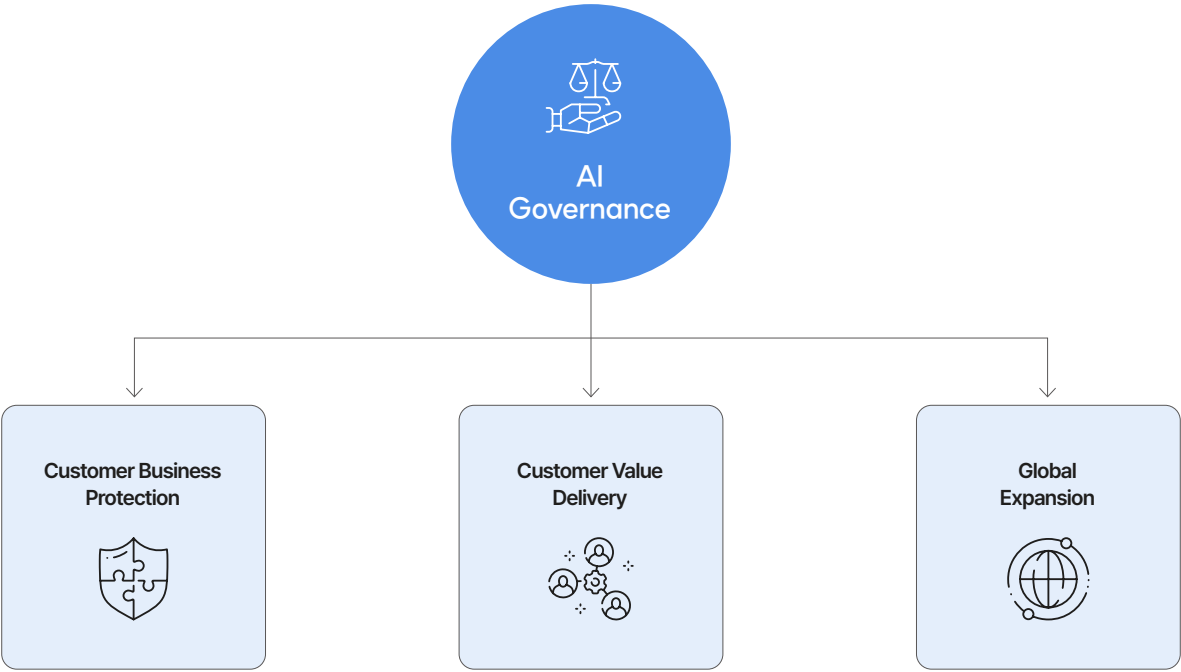 AI
Governance
Customer Business
Protection
Customer Value
Delivery
Global
Expansion